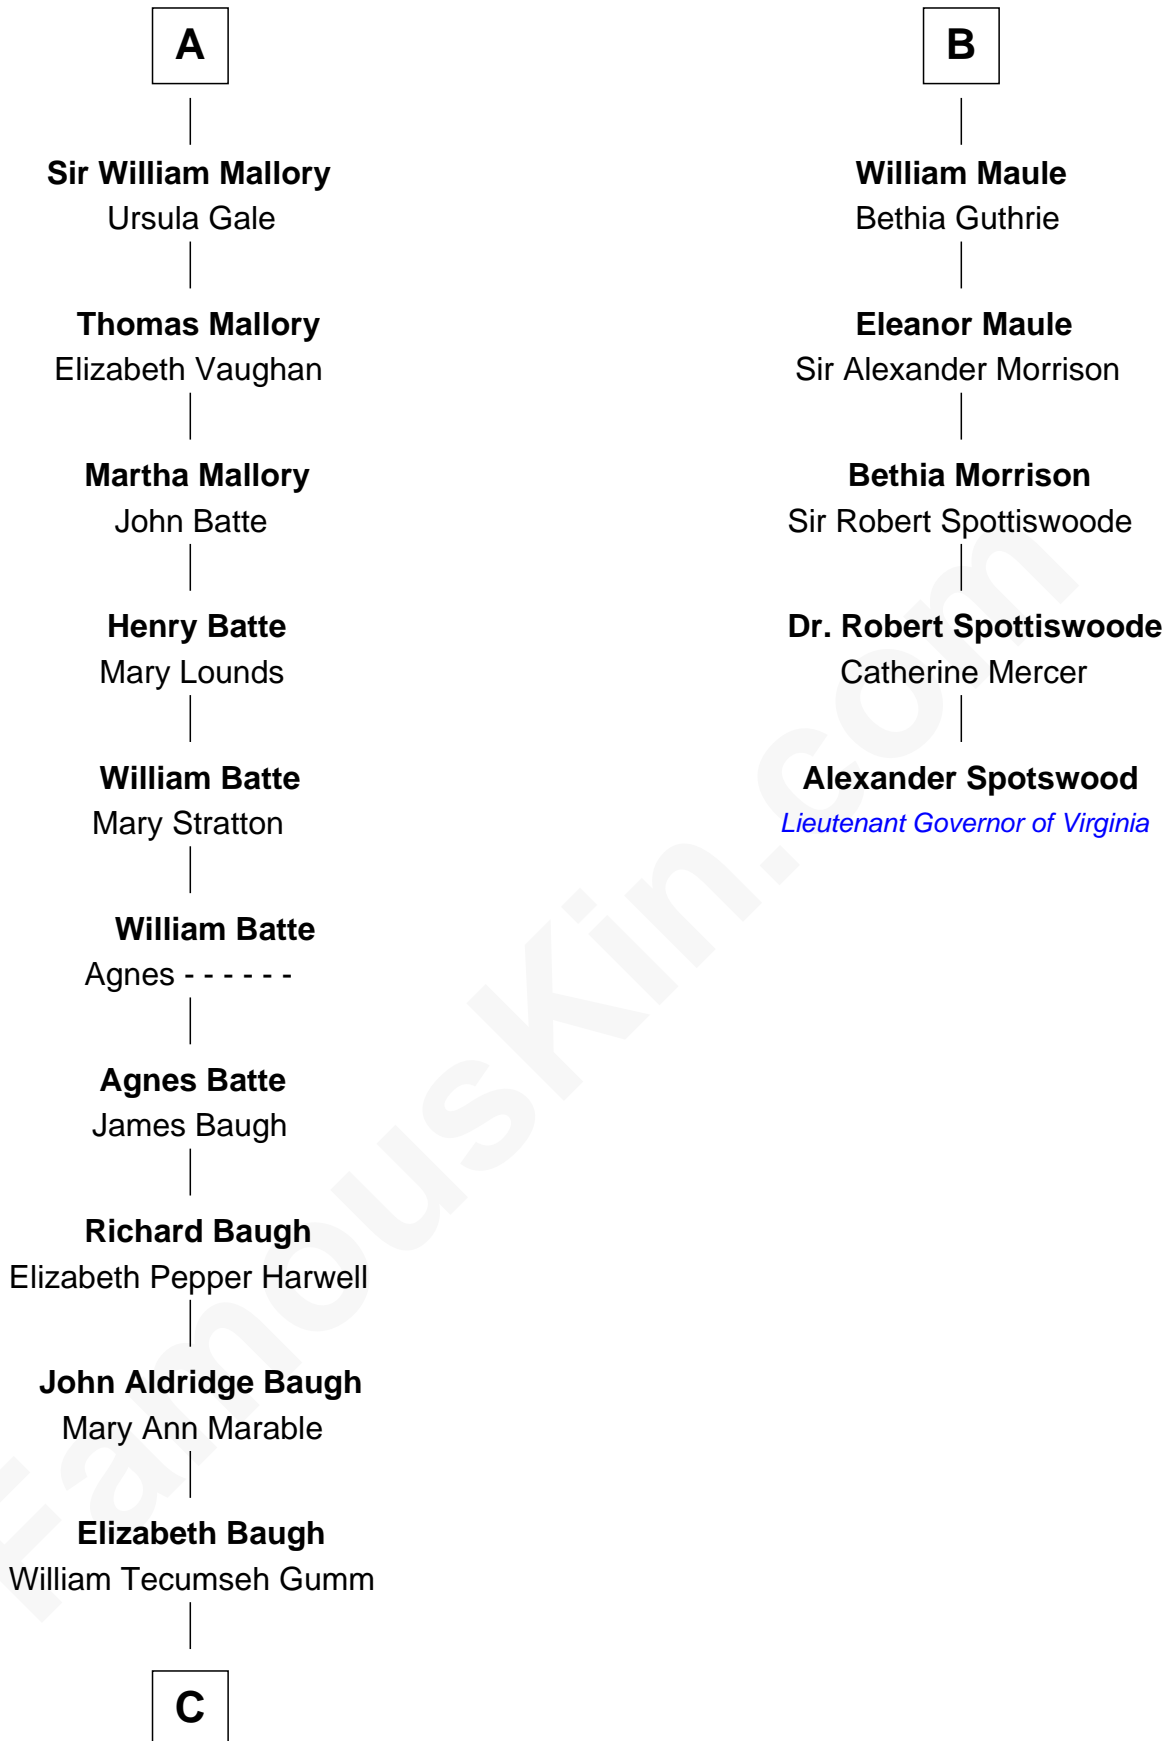 A
Sir William Mallory
Ursula Gale
Thomas Mallory
Elizabeth Vaughan
Martha Mallory
John Batte
Henry Batte
Mary Lounds
William Batte
Mary Stratton
William Batte
Agnes - - - - - -
Agnes Batte
James Baugh
Richard Baugh
Elizabeth Pepper Harwell
John Aldridge Baugh
Mary Ann Marable
Elizabeth Baugh
William Tecumseh Gumm
C
B
William Maule
Bethia Guthrie
Eleanor Maule
Sir Alexander Morrison
Bethia Morrison
Sir Robert Spottiswoode
Dr. Robert Spottiswoode
Catherine Mercer
Alexander Spotswood
Lieutenant Governor of Virginia
FamousKin.com